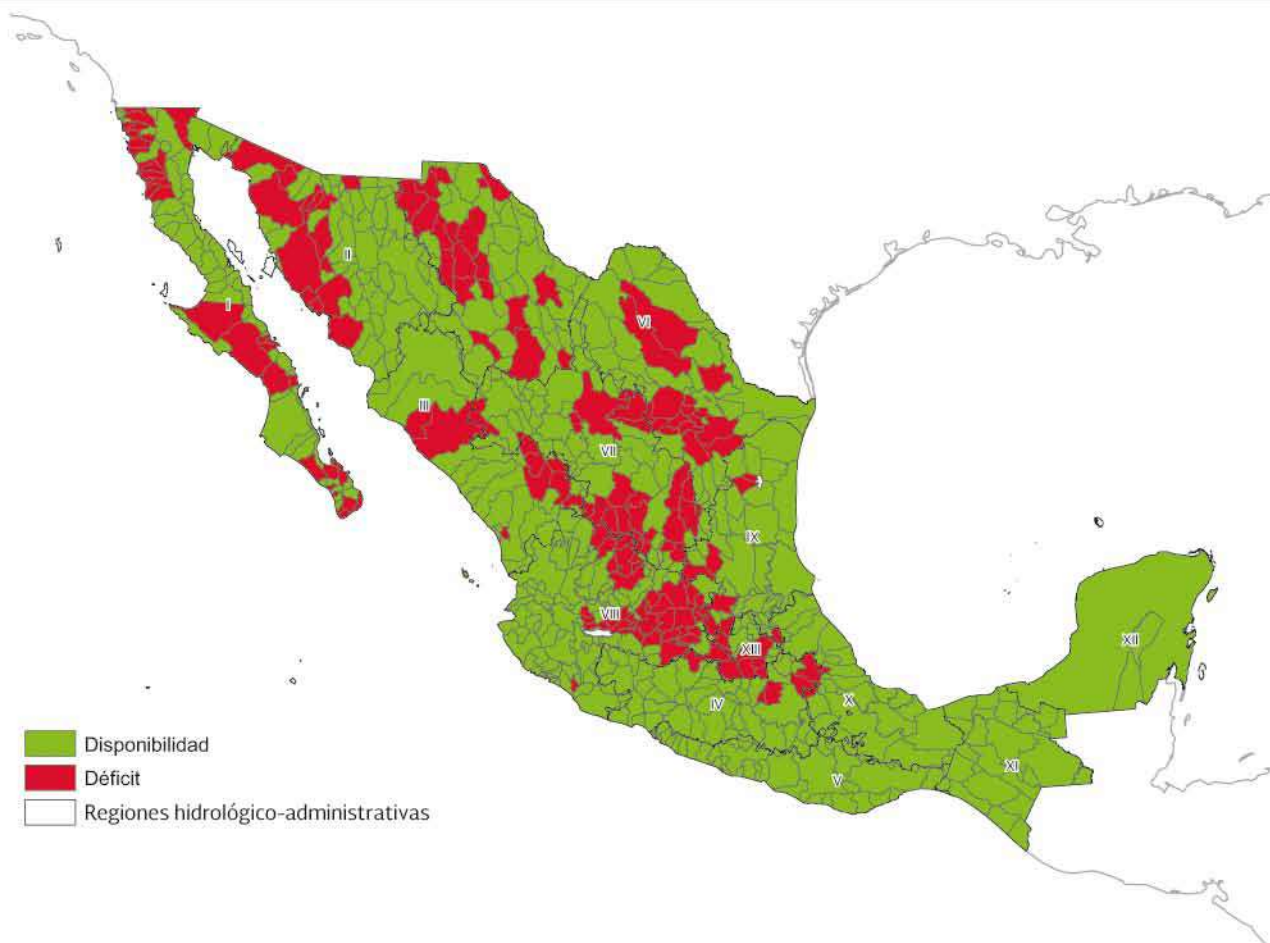 II
I
VI
III
VII
IX
VIII
XIII
XII
IV
X
XI
V
Disponibilidad
Déficit
Regiones hidrológico-administrativas